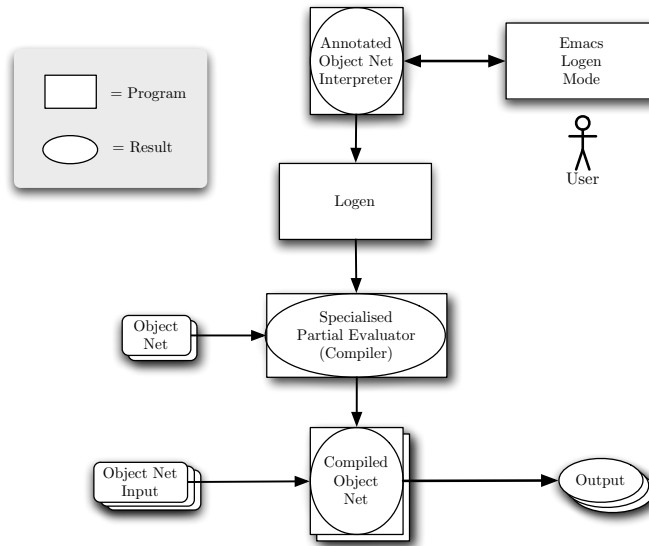 Annotated
Object Net
Interpreter
Emacs
Logen
Mode
= Program
= Result
User
Logen
Object
Net
Specialised
Partial Evaluator
(Compiler)
Object Net
Input
Compiled
Object
Net
Output